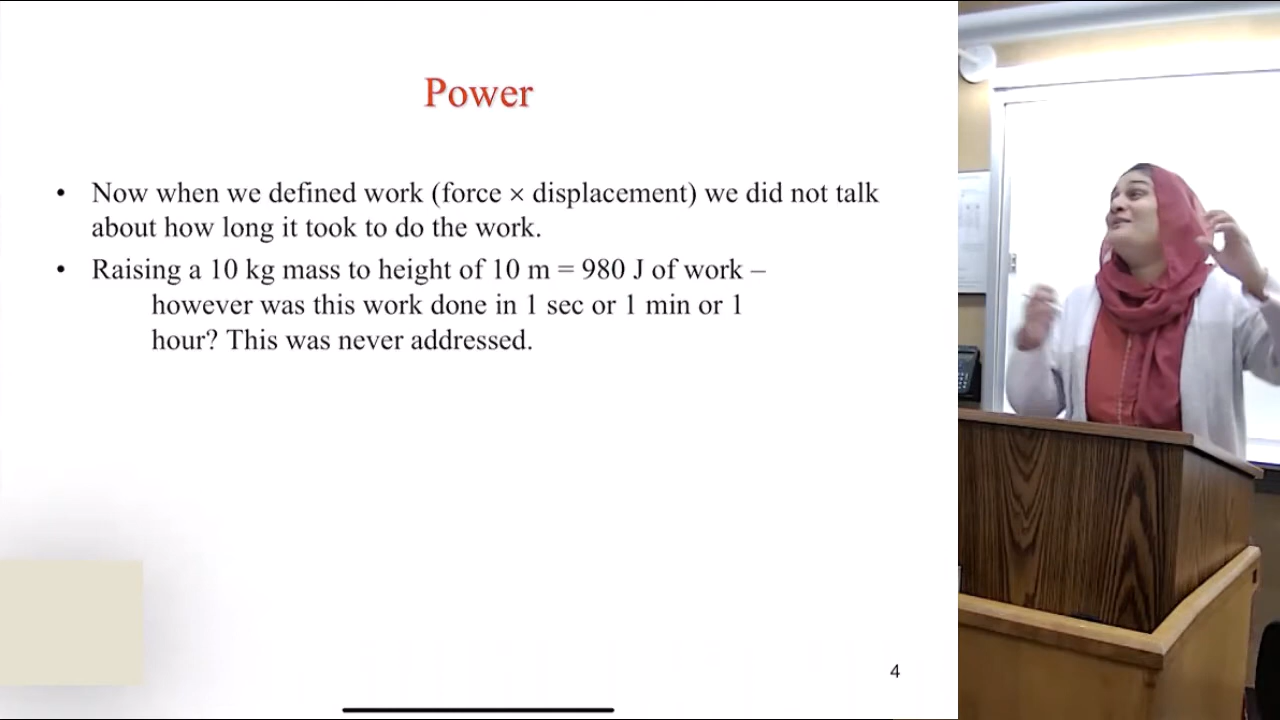 Power
• Now when we defined work (force × displacement) we did not talk
about how long it took to do the work.
• Raising a 10 kg mass to height of 10 m = 980 J of work –
however was this work done in 1 sec or 1 min or 1
hour? This was never addressed.
4